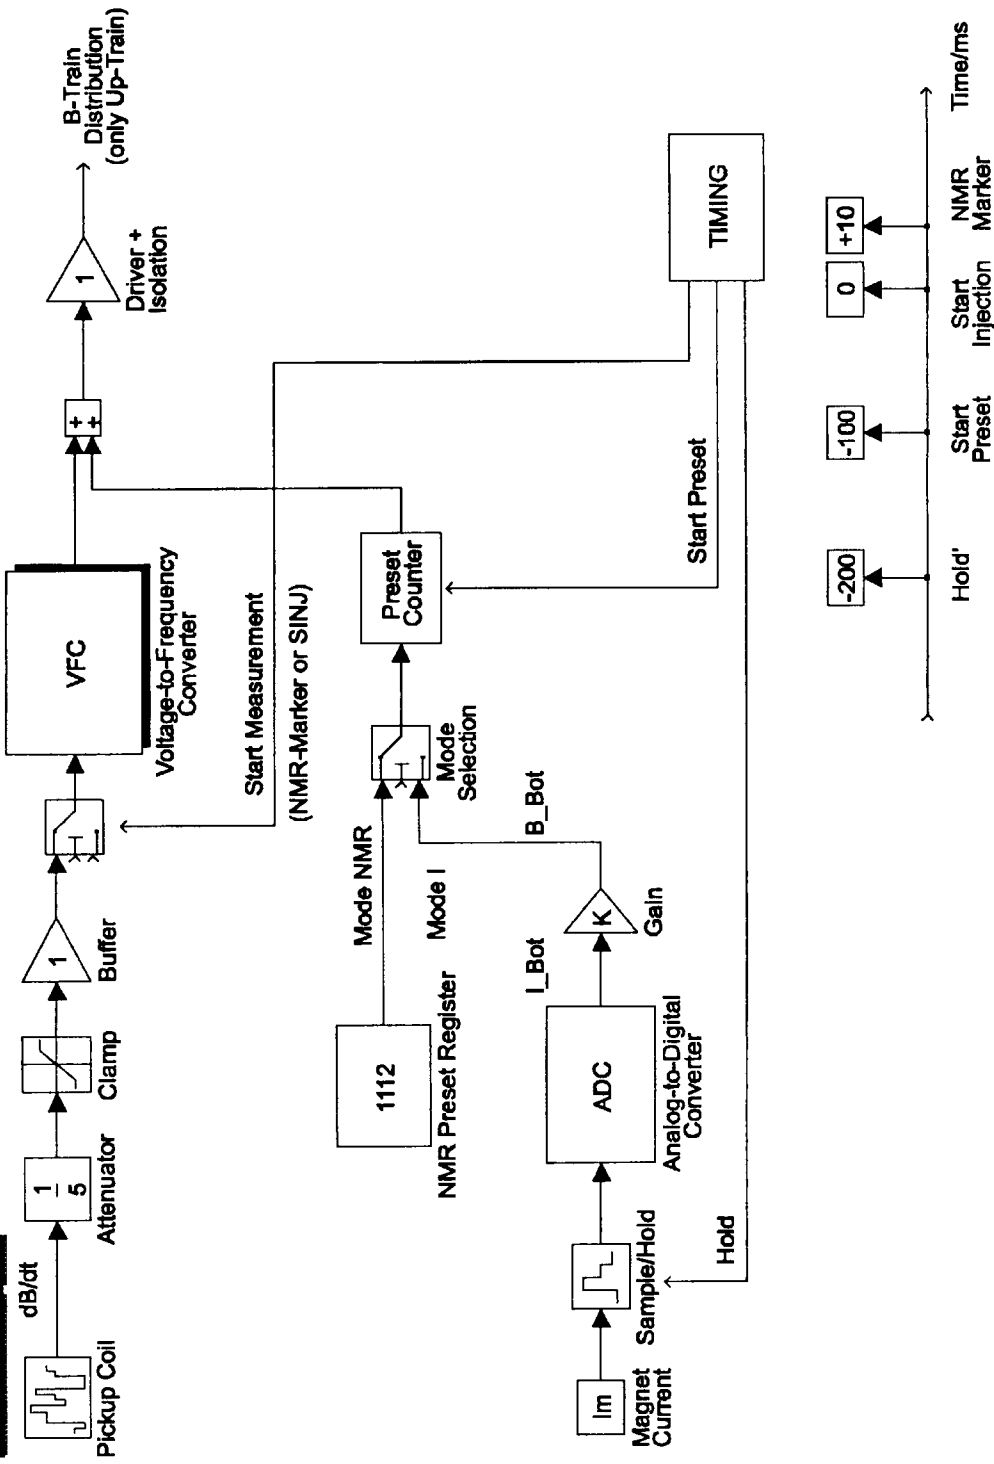 dB/dt
Pickup Coil
1
5
Attenuator
Clamp
1
Buffer
VFC
Voltage-to-Frequency
Converter
+
±
1
Driver +
Isolation
B-Train
Distribution
(only Up-Train)
Start Measurement
(NMR-Marker or SINJ)
1112
NMR Preset Register
Mode NMR
Mode I
Mode
Selection
Preset
Counter
Start Preset
Im
Magnet
Current
Sample/Hold
Hold
ADC
Analog-to-Digital
Converter
I_Bot
K
Gain
B_Bot
TIMING
-200
-100
0
+10
Hold'
Start
Preset
Start
Injection
NMR
Marker
Time/ms